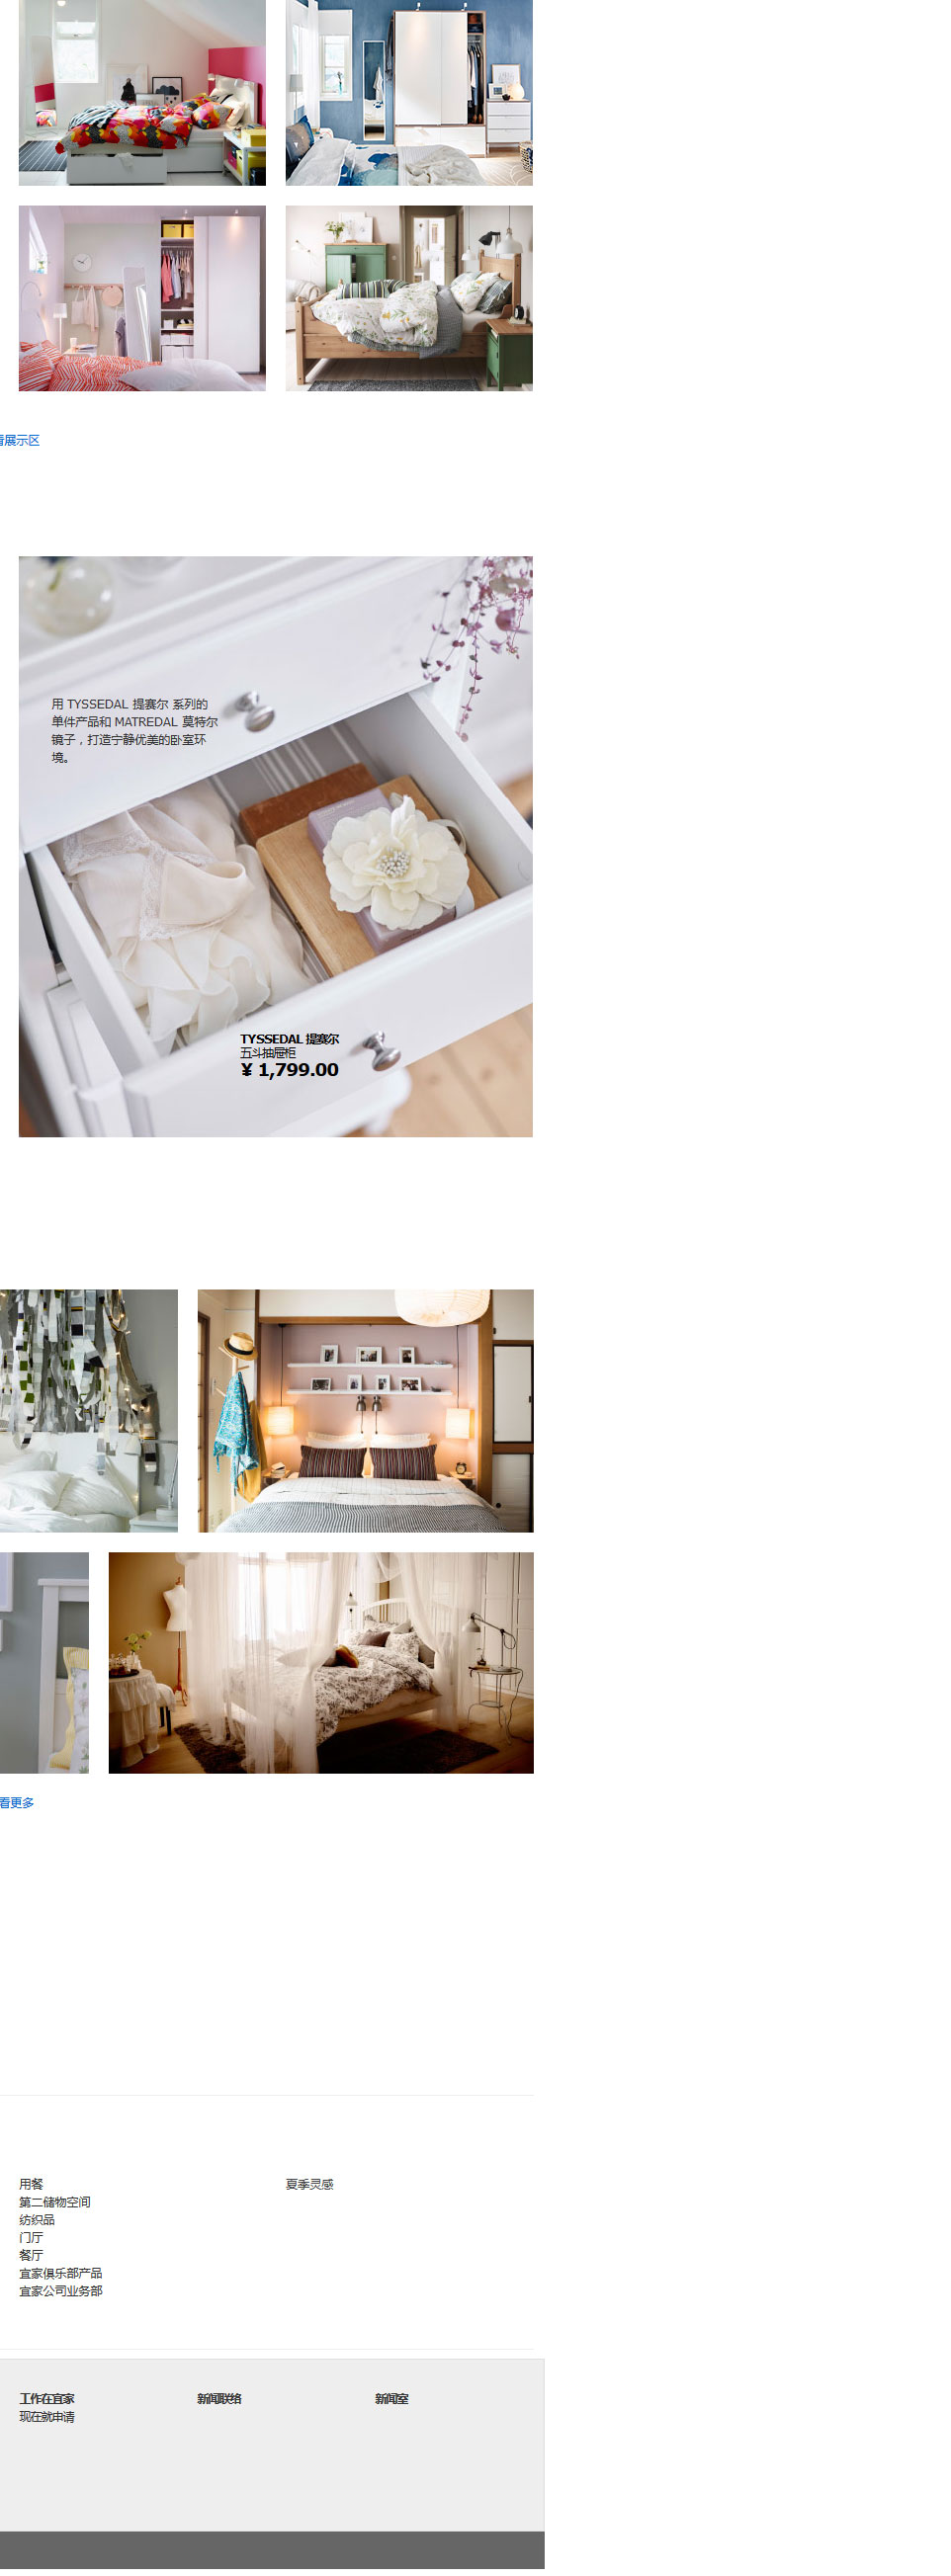 看展示区
用 TYSSEDAL 提赛尔 系列的
单件产品和 MATREDAL 莫特尔
镜子，打造宁静优美的卧室环
境。
TYSSEDAL 提赛尔
五斗抽屉柜
¥ 1,799.00
看更多
用餐
第二储物空间
纺织品
门厅
餐厅
宜家俱乐部产品
宜家公司业务部
夏季灵感
工作在宜家
现在就申请
新闻联络
新闻室